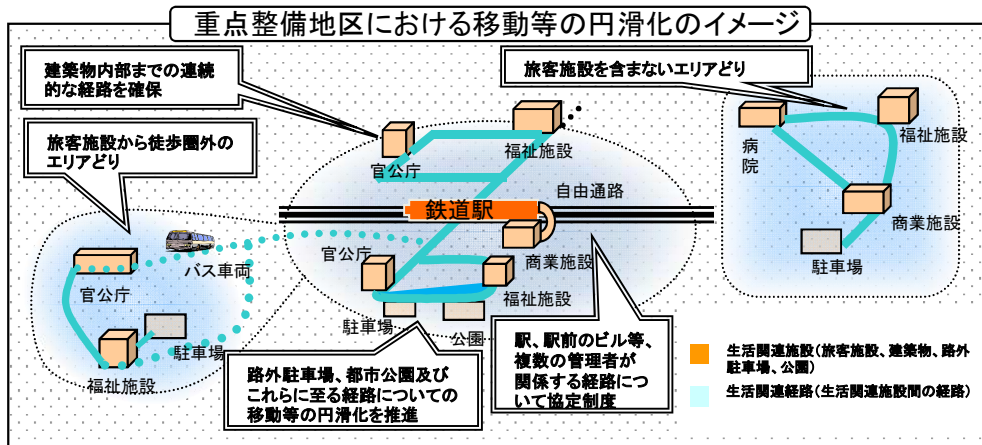 重点整備地区における移動等の円滑化のイメージ
建築物内部までの連続
的な経路を確保
旅客施設を含まないエリアどり
旅客施設から徒歩圏外の
エリアどり
官公庁
福祉施設
自由通路
鉄道駅
官公庁
商業施設
福祉施設
駐車場
公園
バス車両
官公庁
駐車場
福祉施設
病院
福祉施設
商業施設
駐車場
路外駐車場、都市公園及び
これらに至る経路についての
移動等の円滑化を推進
駅、駅前のビル等、
複数の管理者が
関係する経路につ
いて協定制度
生活関連施設(旅客施設、建築物、路外
駐車場、公園)
生活関連経路(生活関連施設間の経路)